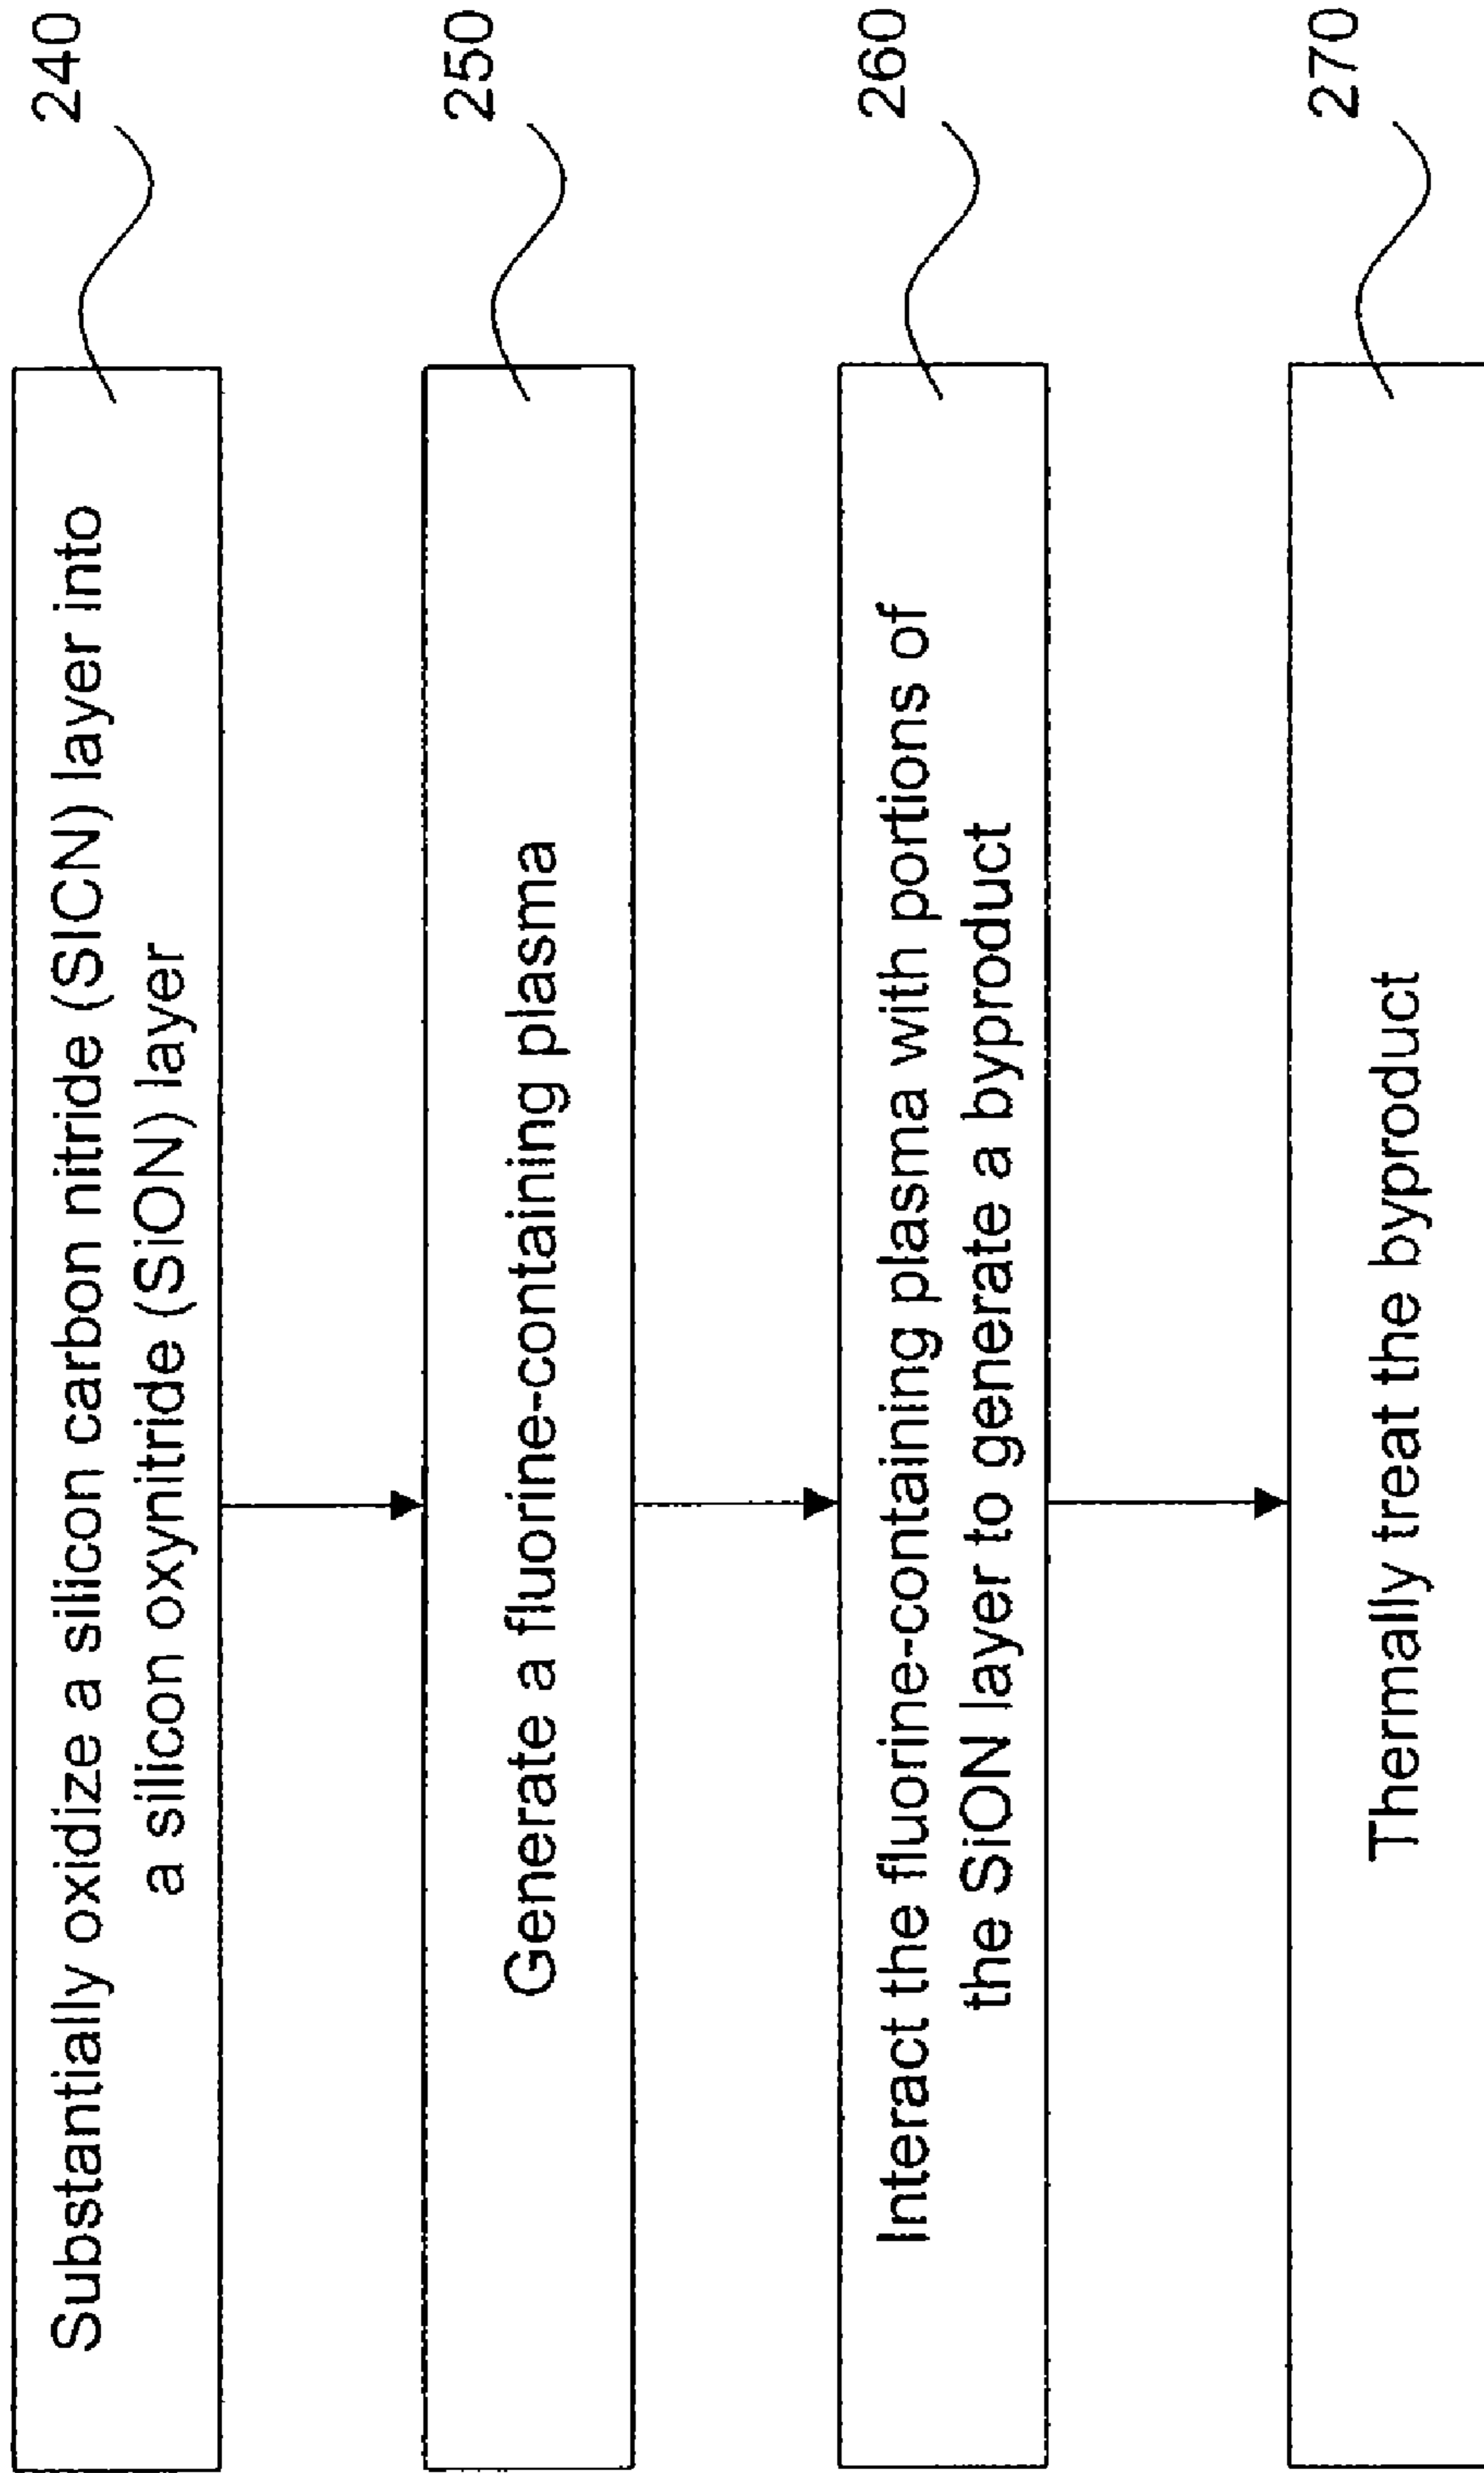 Substantially oxidize a silicon carbon nitride (SICN) layer into
a silicon oxynitride (SiON) layer
240
Generate a fluorine-containing plasma
250
Interact the fluorine-containing plasma with portions of
the SiON layer to generate a byproduct
260
Thermally treat the byproduct
270